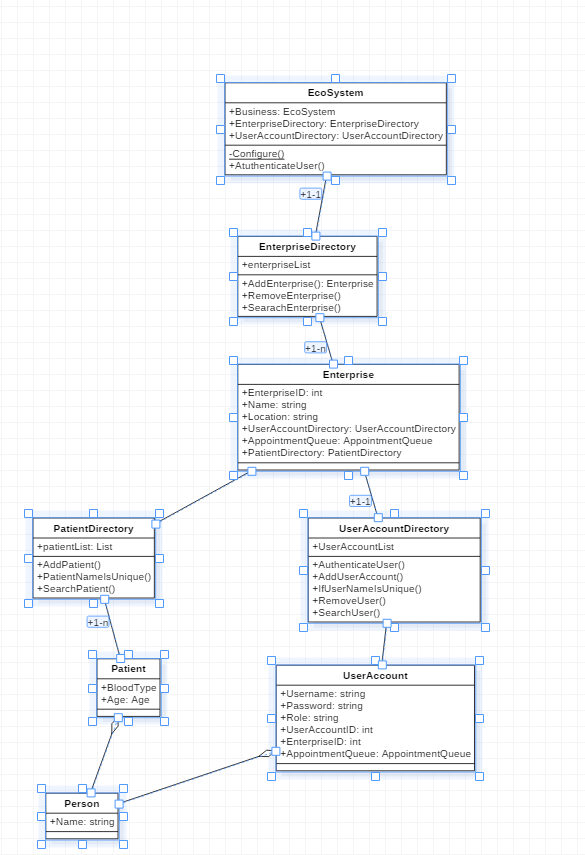 EcoSystem
+Business: EcoSystem
+EnterpriseDirectory: EnterpriseDirectory
+UserAccountDirectory: UserAccountDirectory
-Configure()
+AtuthenticateUser()
+1-1
EnterpriseDirectory
+enterpriseList
+AddEnterprise(): Enterprise
+RemoveEnterprise()
+SearachEnterprise()
+1-n
Enterprise
+EnterpriseID: int
+Name: string
+Location: string
+UserAccountDirectory: UserAccountDirectory
+AppointmentQueue: AppointmentQueue
+PatientDirectory: PatientDirectory
+1-1
PatientDirectory
+patientList: List
+AddPatient()
+PatientNameIsUnique()
+SearchPatient()
UserAccountDirectory
+UserAccountList
+AuthenticateUser()
+AddUserAccount()
+IfUserNameIsUnique()
+RemoveUser()
+SearchUser()
+1-n
Patient
+BloodType
+Age: Age
UserAccount
+Username: string
+Password: string
+Role: string
+UserAccountID: int
+EnterpriseID: int
+AppointmentQueue: AppointmentQueue
Person
+Name: string